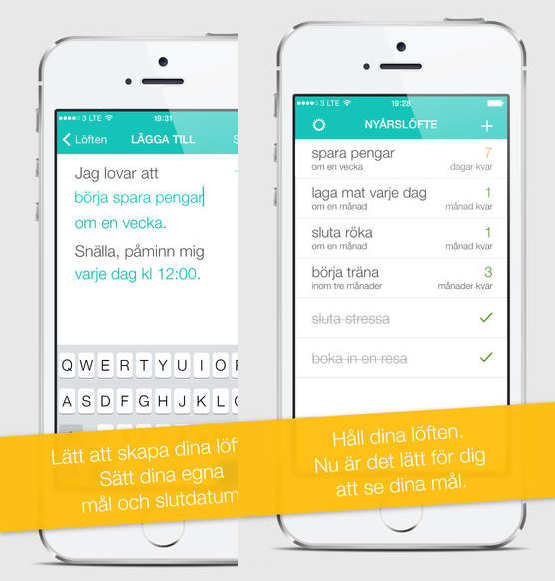 3 LTE 19:31
Löften LÄGGA TILL S
Jag lovar att
börja spara pengar
om en vecka.
Snälla, påminn mig
varje dag kl 12:00.
Q W E R T Y U I O
A S D F G H J K L
Lätt att skapa dina löf
Sätt dina egna
mål och slutdatum
3 LTE 19:28
NYÅRSLÖFTE +
spara pengar 7
om en vecka dagar kvar
laga mat varje dag 1
om en månad månad kvar
sluta röka 1
om en månad månad kvar
börja träna 3
inom tre månader månader kvar
sluta stressa
boka in en resa
Håll dina löften.
Nu är det lätt för dig
att se dina mål.